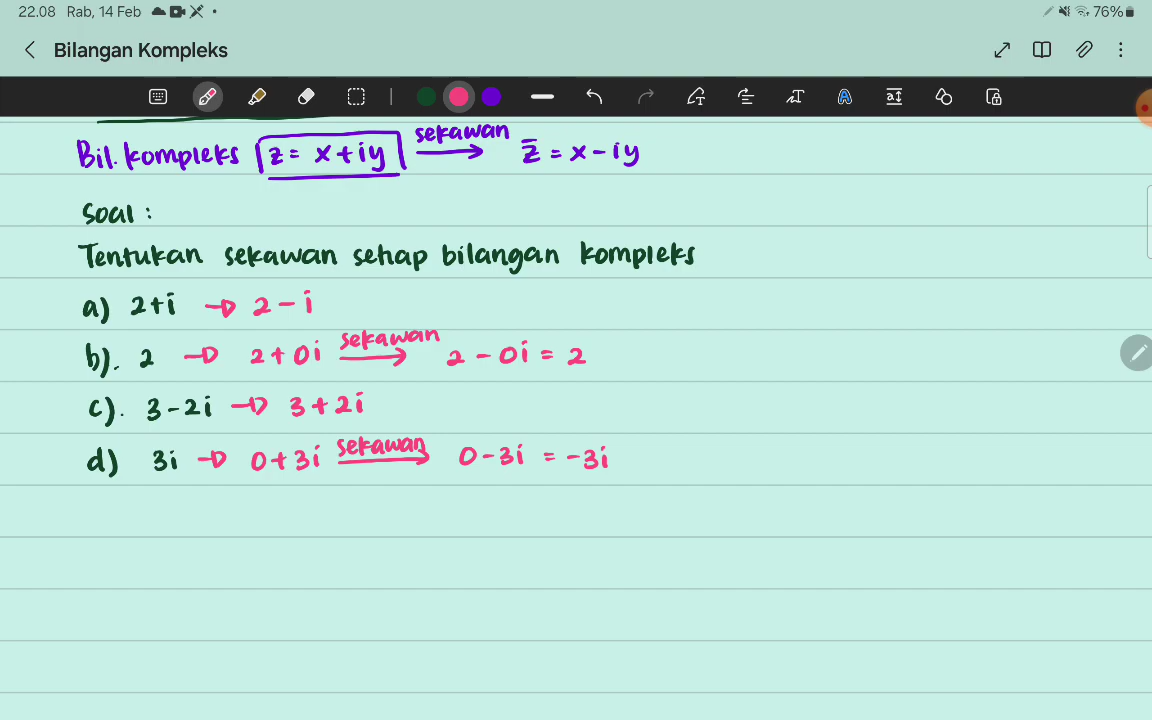 22.08 Rab, 14 Feb 76%
Bilangan Kompleks
Bil. kompleks z = x + iy sekawan → z̅ = x - iy
Soal :
Tentukan sekawan setiap bilangan kompleks
a) 2+i → 2 - i
b). 2 → 2 + 0i sekawan → 2 - 0i = 2
c). 3 - 2i → 3 + 2i
d) 3i → 0 + 3i sekawan → 0 - 3i = -3i